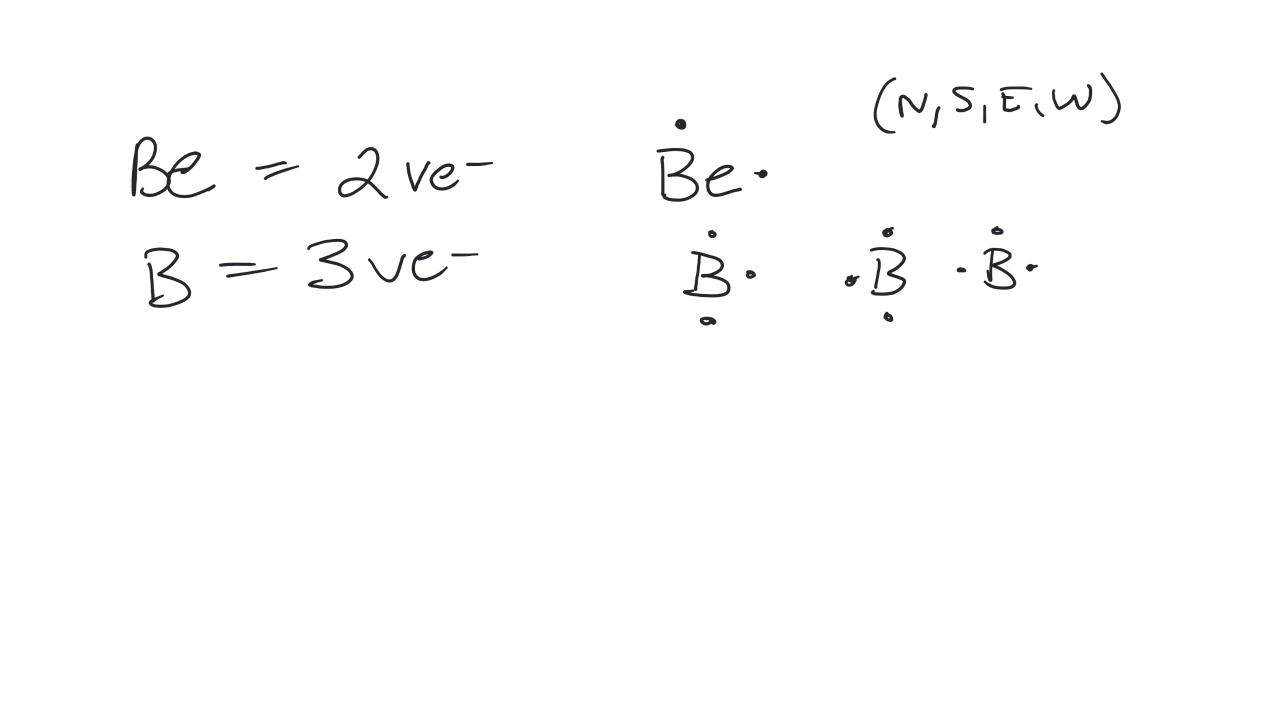 (N, S, E, W)
Be = 2 ve⁻ Be
B = 3 ve⁻ B B B